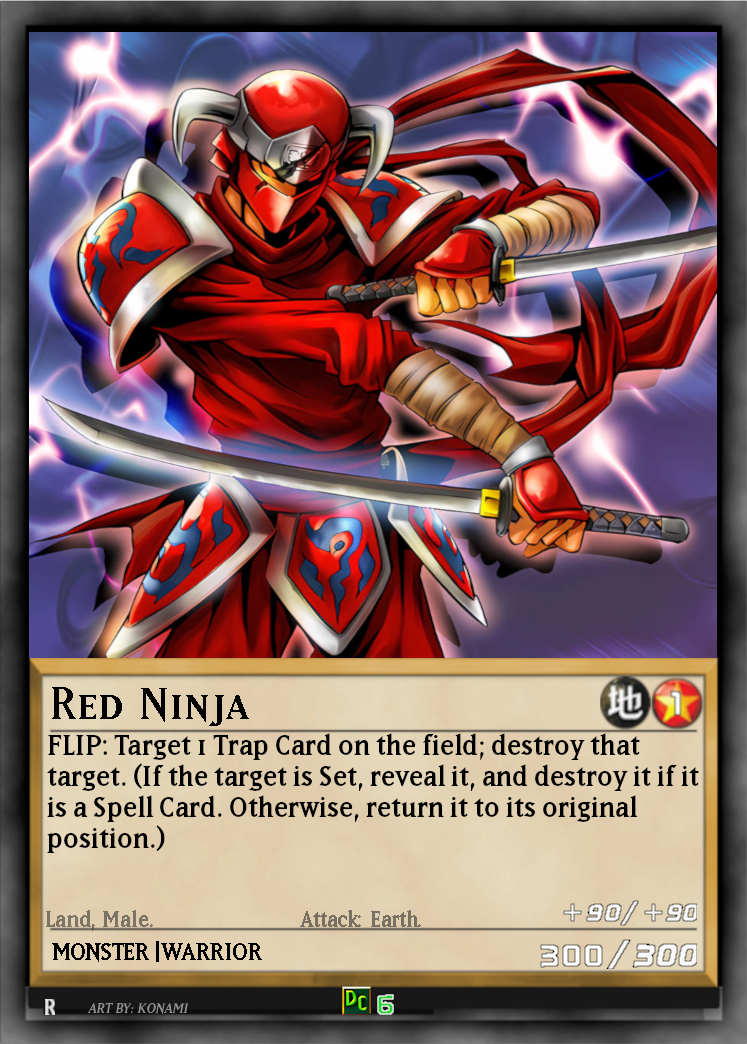 RED NINJA 地 1
FLIP: Target 1 Trap Card on the field; destroy that
target. (If the target is Set, reveal it, and destroy it if it
is a Spell Card. Otherwise, return it to its original
position.)
Land, Male. Attack: Earth. +90/+90
MONSTER |WARRIOR 300/300
R ART BY: KONAMI DC 6